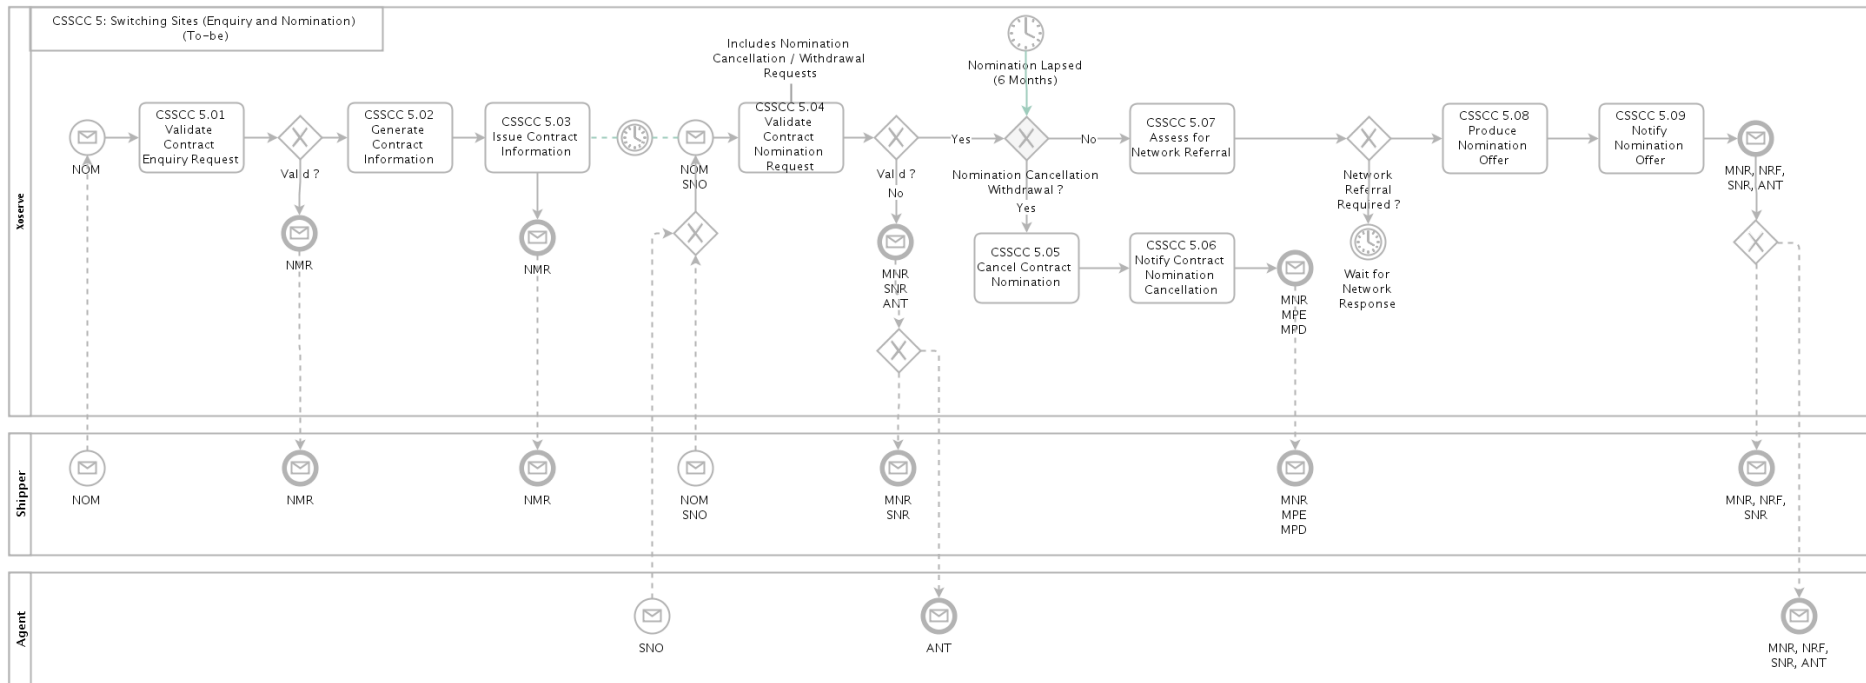 CSSCC 5: Switching Sites (Enquiry and Nomination)
(To-be)
Xoserve
NOM
CSSCC 5.01
Validate
Contract
Enquiry Request
Valid ?
NMR
CSSCC 5.02
Generate
Contract
Information
CSSCC 5.03
Issue Contract
Information
NMR
NOM
SNO
Includes Nomination
Cancellation / Withdrawal
Requests
CSSCC 5.04
Validate
Contract
Nomination
Request
Valid ?
No
MNR
SNR
ANT
Yes
Nomination Lapsed
(6 Months)
Nomination Cancellation
Withdrawal ?
Yes
No
CSSCC 5.05
Cancel Contract
Nomination
CSSCC 5.06
Notify Contract
Nomination
Cancellation
MNR
MPE
MPD
CSSCC 5.07
Assess for
Network Referral
Network
Referral
Required ?
Wait for
Network
Response
CSSCC 5.08
Produce
Nomination
Offer
CSSCC 5.09
Notify
Nomination
Offer
MNR, NRF,
SNR, ANT
Shipper
NOM
NMR
NMR
NOM
SNO
MNR
SNR
MNR
MPE
MPD
MNR, NRF,
SNR
Agent
SNO
ANT
MNR, NRF,
SNR, ANT